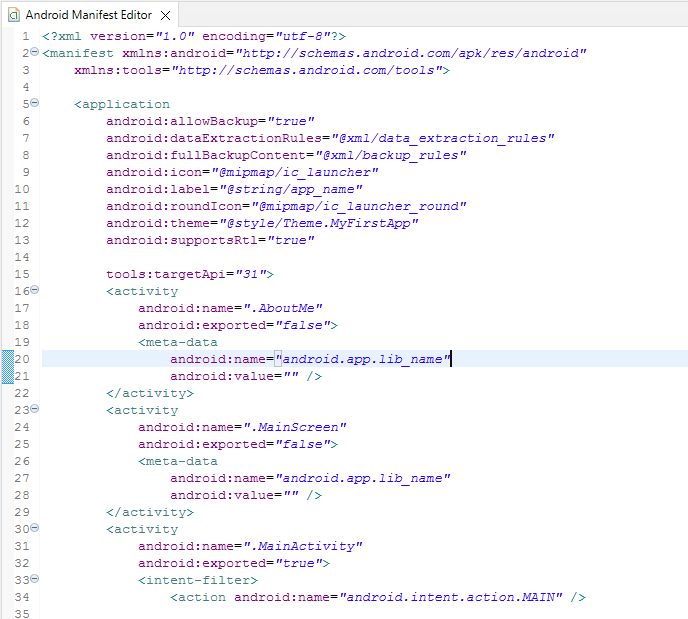 Android Manifest Editor
1 <?xml version="1.0" encoding="utf-8"?>
2 <manifest xmlns:android="http://schemas.android.com/apk/res/android"
3     xmlns:tools="http://schemas.android.com/tools">
4
5     <application
6         android:allowBackup="true"
7         android:dataExtractionRules="@xml/data_extraction_rules"
8         android:fullBackupContent="@xml/backup_rules"
9         android:icon="@mipmap/ic_launcher"
10         android:label="@string/app_name"
11         android:roundIcon="@mipmap/ic_launcher_round"
12         android:theme="@style/Theme.MyFirstApp"
13         android:supportsRtl="true"
14
15         tools:targetApi="31">
16         <activity
17             android:name=".AboutMe"
18             android:exported="false">
19             <meta-data
20                 android:name="android.app.lib_name"
21                 android:value="" />
22         </activity>
23         <activity
24             android:name=".MainScreen"
25             android:exported="false">
26             <meta-data
27                 android:name="android.app.lib_name"
28                 android:value="" />
29         </activity>
30         <activity
31             android:name=".MainActivity"
32             android:exported="true">
33             <intent-filter>
34                 <action android:name="android.intent.action.MAIN" />
35